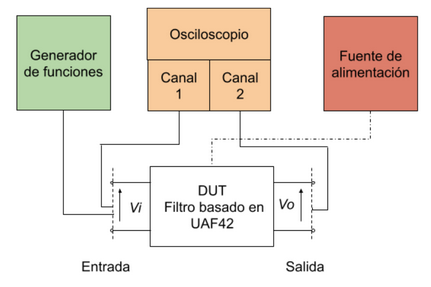 Generador
de funciones
Osciloscopio
Canal
1
Canal
2
Fuente de
alimentación
Vi
DUT
Filtro basado en
UAF42
Vo
Entrada
Salida